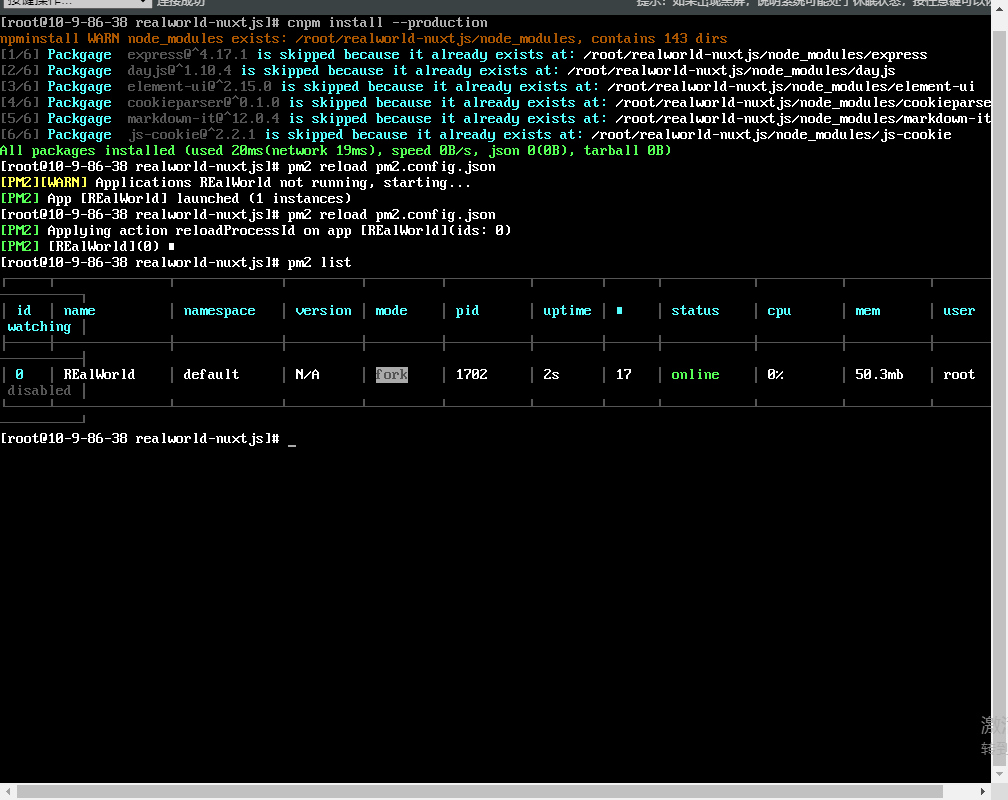 按键操作... 连接成功 提示：如果出现黑屏，说明系统可能处于休眠状态，按任意键可以
[root@10-9-86-38 realworld-nuxtjs]# cnpm install --production
npminstall WARN node_modules exists: /root/realworld-nuxtjs/node_modules, contains 143 dirs
[1/6] Packgage express@^4.17.1 is skipped because it already exists at: /root/realworld-nuxtjs/node_modules/express
[2/6] Packgage dayjs@^1.10.4 is skipped because it already exists at: /root/realworld-nuxtjs/node_modules/dayjs
[3/6] Packgage element-ui@^2.15.0 is skipped because it already exists at: /root/realworld-nuxtjs/node_modules/element-ui
[4/6] Packgage cookieparser@^0.1.0 is skipped because it already exists at: /root/realworld-nuxtjs/node_modules/cookieparse
[5/6] Packgage markdown-it@^12.0.4 is skipped because it already exists at: /root/realworld-nuxtjs/node_modules/markdown-it
[6/6] Packgage js-cookie@^2.2.1 is skipped because it already exists at: /root/realworld-nuxtjs/node_modules/js-cookie
All packages installed (used 20ms(network 19ms), speed 0B/s, json 0(0B), tarball 0B)
[root@10-9-86-38 realworld-nuxtjs]# pm2 reload pm2.config.json
[PM2][WARN] Applications REalWorld not running, starting...
[PM2] App [REalWorld] launched (1 instances)
[root@10-9-86-38 realworld-nuxtjs]# pm2 reload pm2.config.json
[PM2] Applying action reloadProcessId on app [REalWorld](ids: 0)
[PM2] [REalWorld](0) ■
[root@10-9-86-38 realworld-nuxtjs]# pm2 list
│ id │ name │ namespace │ version │ mode │ pid │ uptime │ ■ │ status │ cpu │ mem │ user
watching │
│ 0 │ REalWorld │ default │ N/A │ fork │ 1702 │ 2s │ 17 │ online │ 0% │ 50.3mb │ root
disabled │
[root@10-9-86-38 realworld-nuxtjs]# _
激
转到